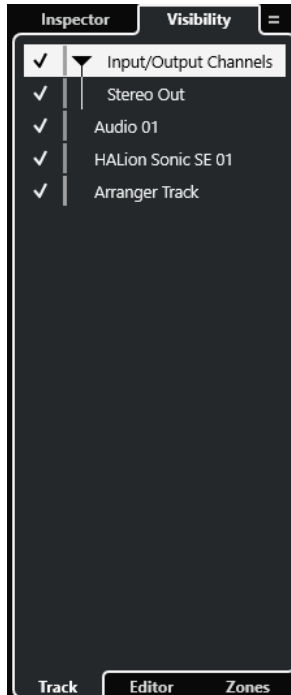 Inspector Visibility =
Input/Output Channels
Stereo Out
Audio 01
HALion Sonic SE 01
Arranger Track
Track Editor Zones